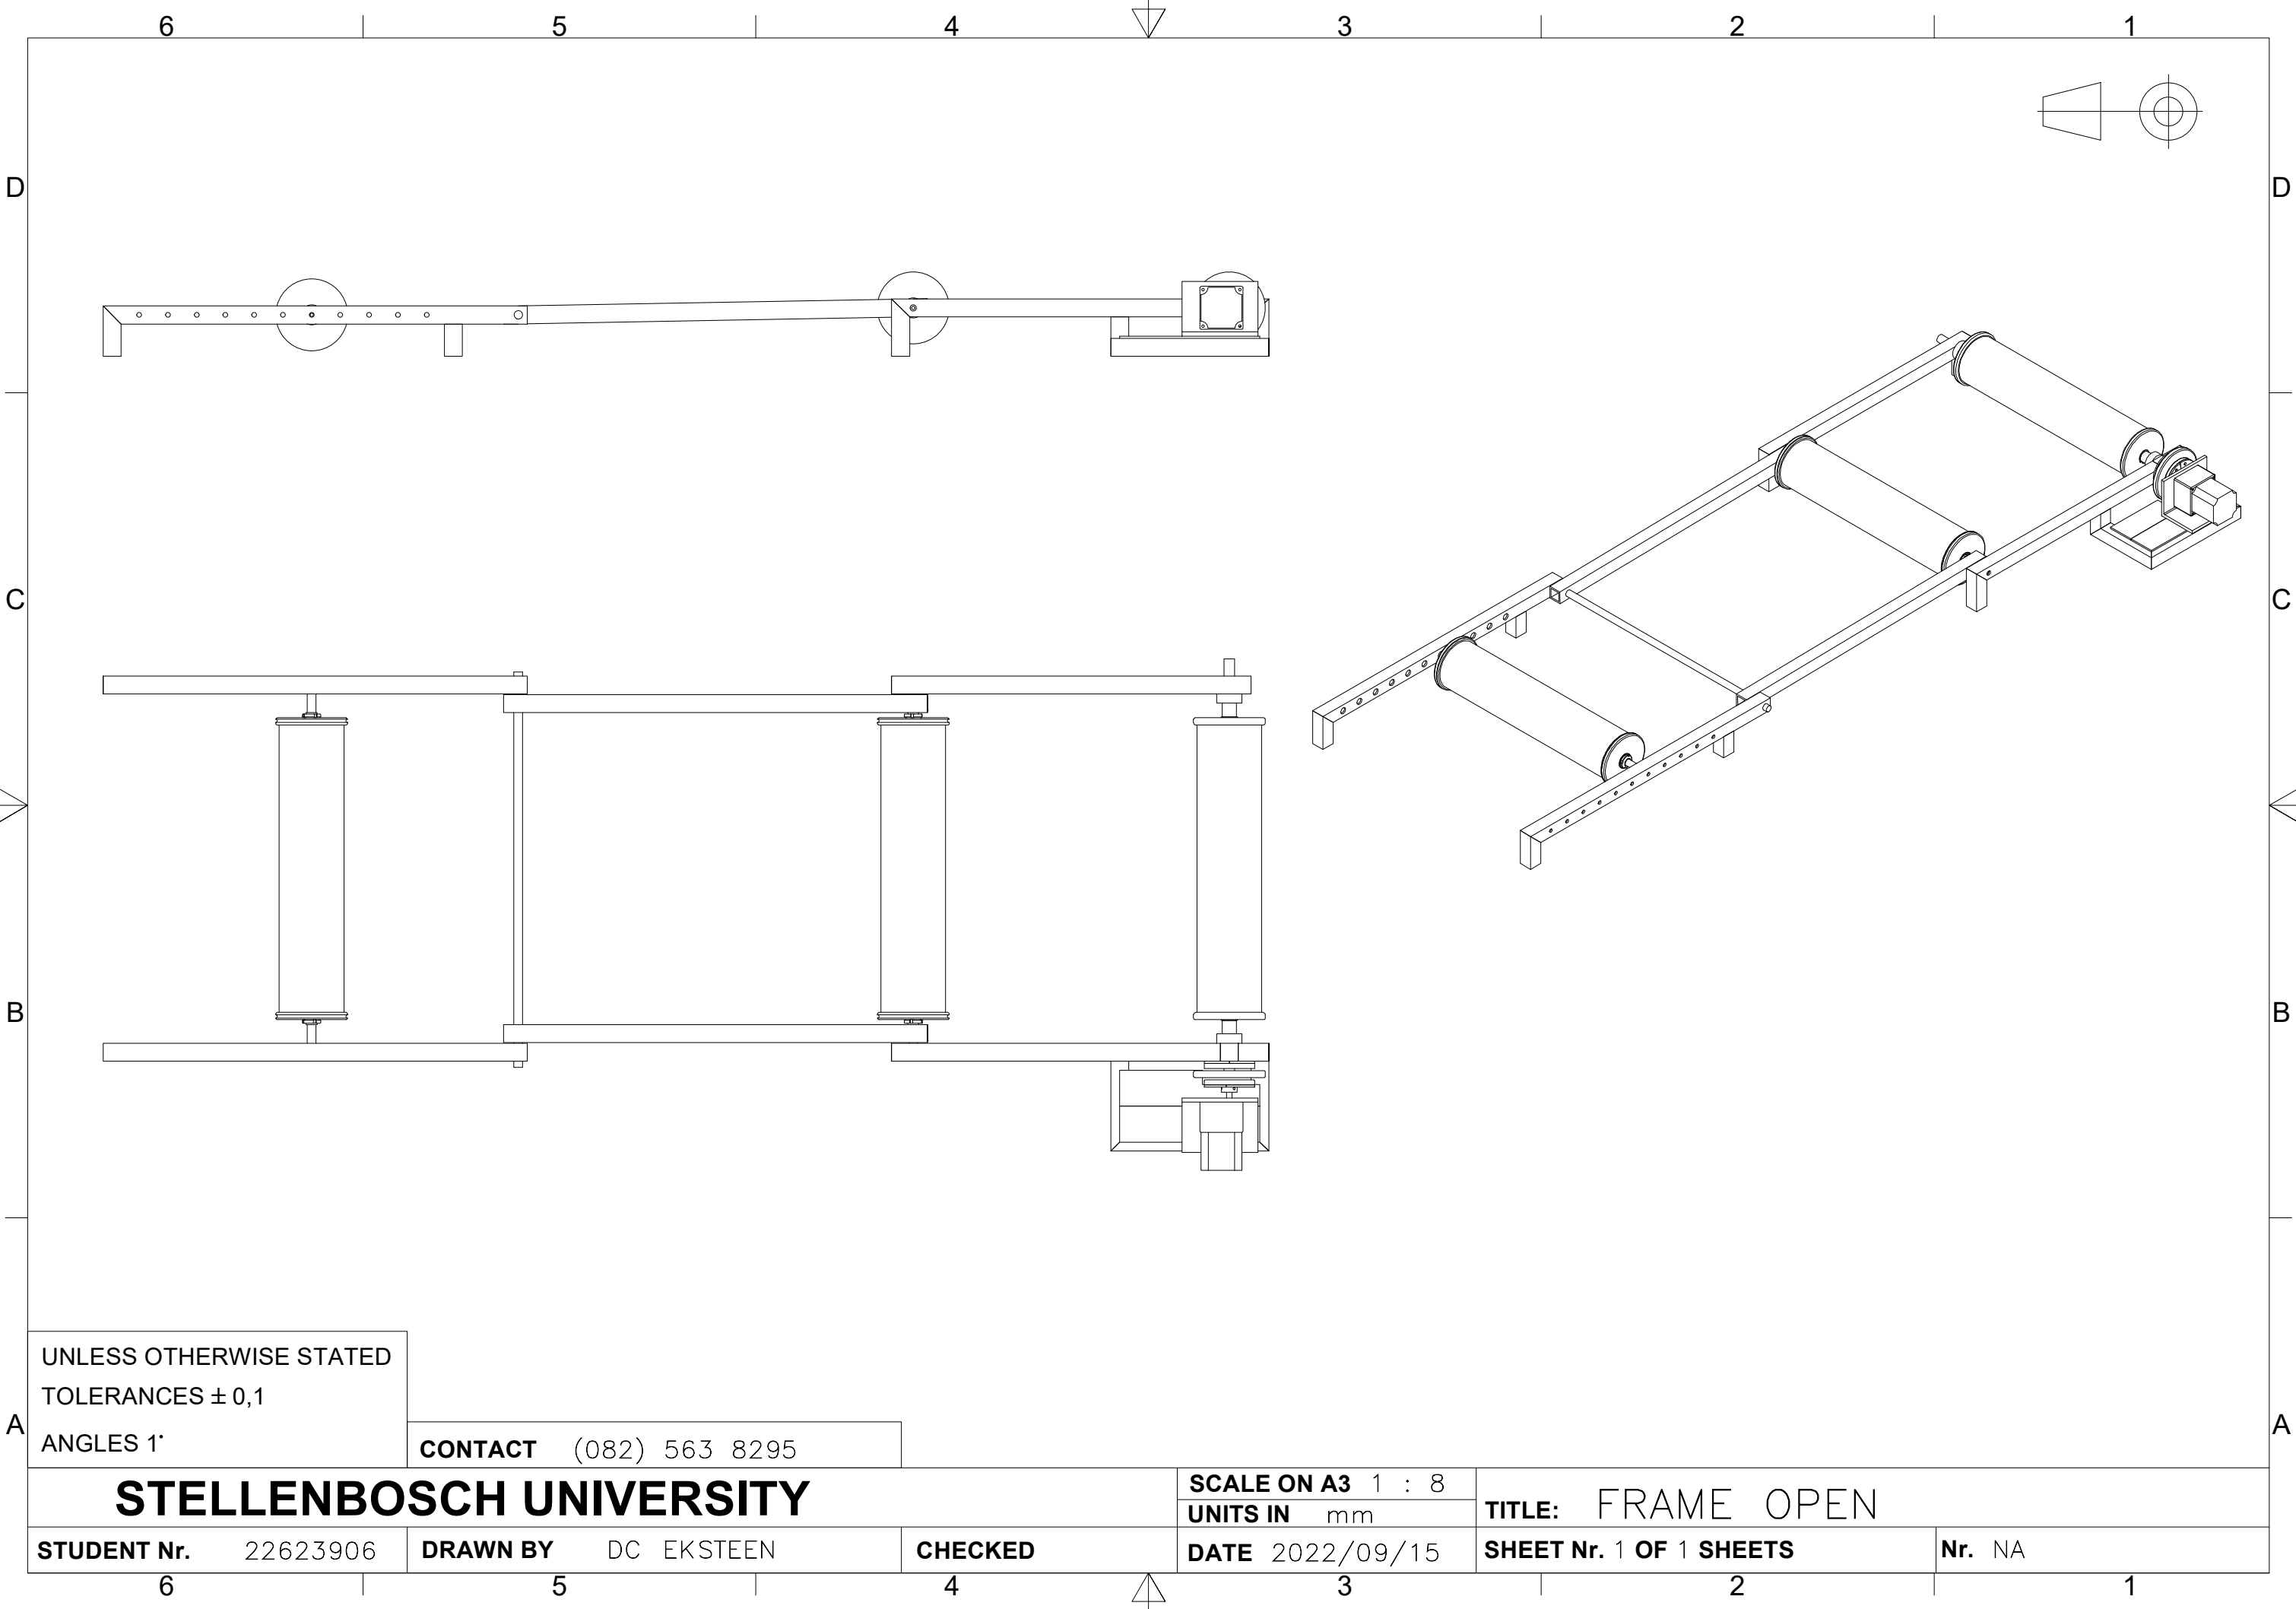 6 5 4 3 2 1
D D
C C
B B
A A
UNLESS OTHERWISE STATED
TOLERANCES ± 0,1
ANGLES 1°
CONTACT (082) 563 8295
STELLENBOSCH UNIVERSITY
SCALE ON A3 1 : 8
UNITS IN mm
TITLE: FRAME OPEN
STUDENT Nr. 22623906
DRAWN BY DC EKSTEEN
CHECKED
DATE 2022/09/15
SHEET Nr. 1 OF 1 SHEETS
Nr. NA
6 5 4 3 2 1